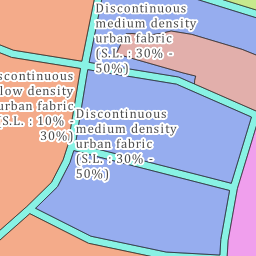 Discontinuous
medium density
urban fabric
(S.L. : 30% -
50%)
scontinuous
low density
urban fabric
(S.L. : 10% -
30%)
Discontinuous
medium density
urban fabric
(S.L. : 30% -
50%)